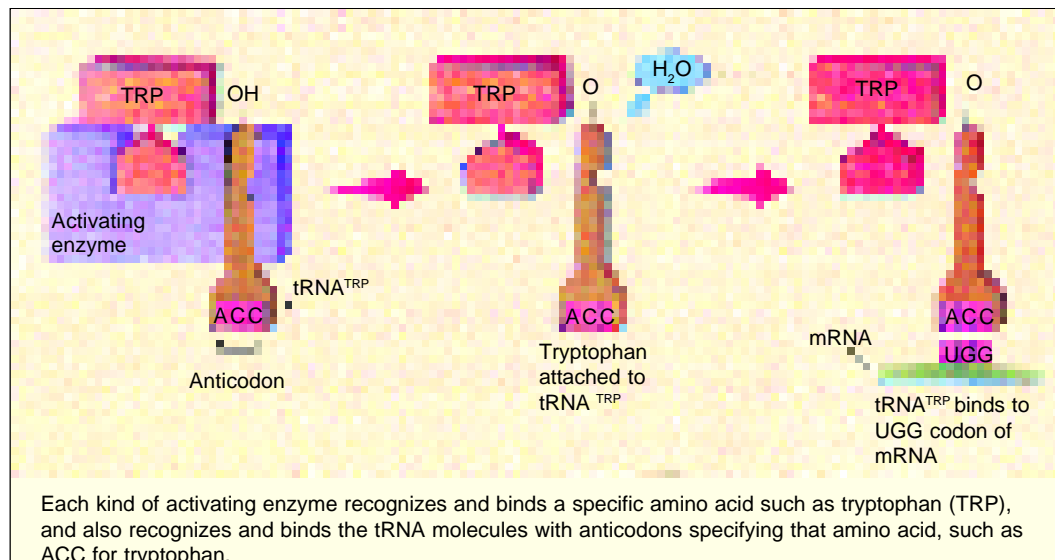 TRP
OH
Activating
enzyme
ACC
tRNATRP
Anticodon
TRP
O
H2O
ACC
Tryptophan
attached to
tRNA TRP
TRP
O
ACC
mRNA
UGG
tRNATRP binds to
UGG codon of
mRNA
Each kind of activating enzyme recognizes and binds a specific amino acid such as tryptophan (TRP),
and also recognizes and binds the tRNA molecules with anticodons specifying that amino acid, such as
ACC for tryptophan.